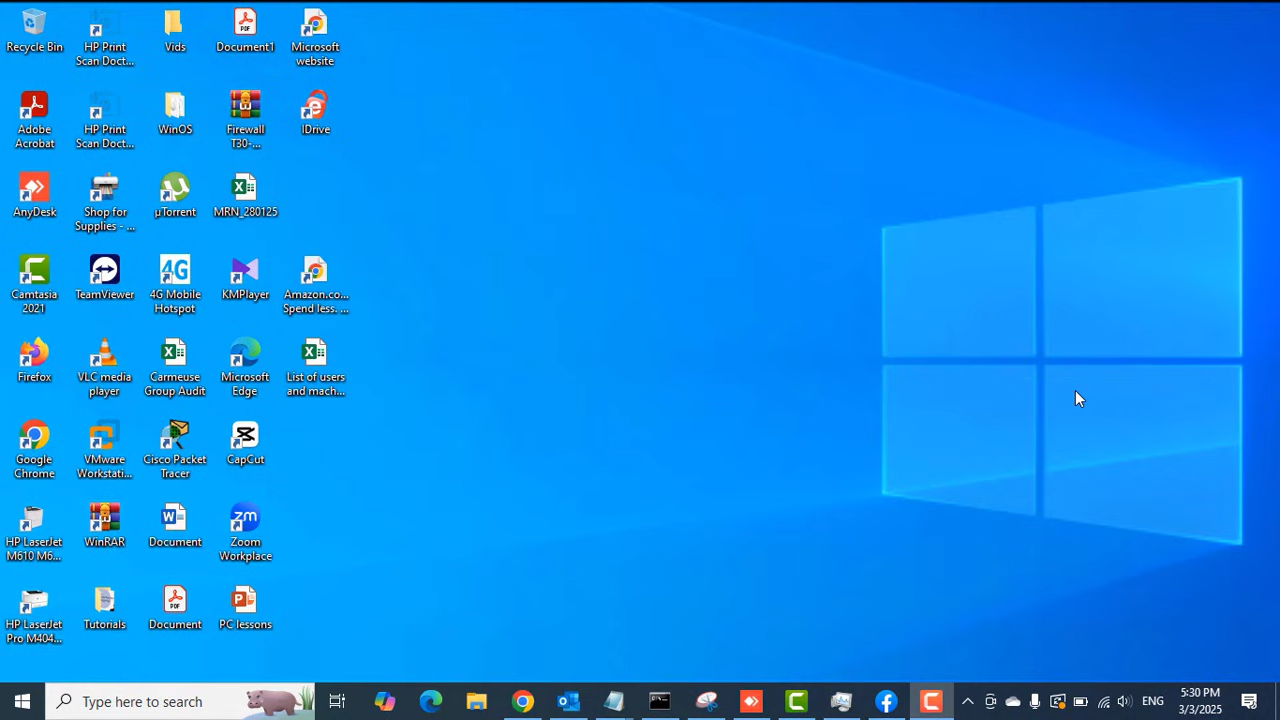 Recycle Bin
HP Print
Scan Doct...
Vids
Document1
Microsoft
website
Adobe
Acrobat
HP Print
Scan Doct...
WinOS
Firewall
T30-...
IDrive
AnyDesk
Shop for
Supplies - ...
µTorrent
MRN_280125
Camtasia
2021
TeamViewer
4G
4G Mobile
Hotspot
KMPlayer
Amazon.co...
Spend less. ...
Firefox
VLC media
player
Carmeuse
Group Audit
Microsoft
Edge
List of users
and mach...
Google
Chrome
VMware
Workstati...
Cisco Packet
Tracer
CapCut
HP LaserJet
M610 M6...
WinRAR
Document
zm
Zoom
Workplace
HP LaserJet
Pro M404...
Tutorials
PDF
Document
PC lessons
Type here to search
ENG
5:30 PM
3/3/2025